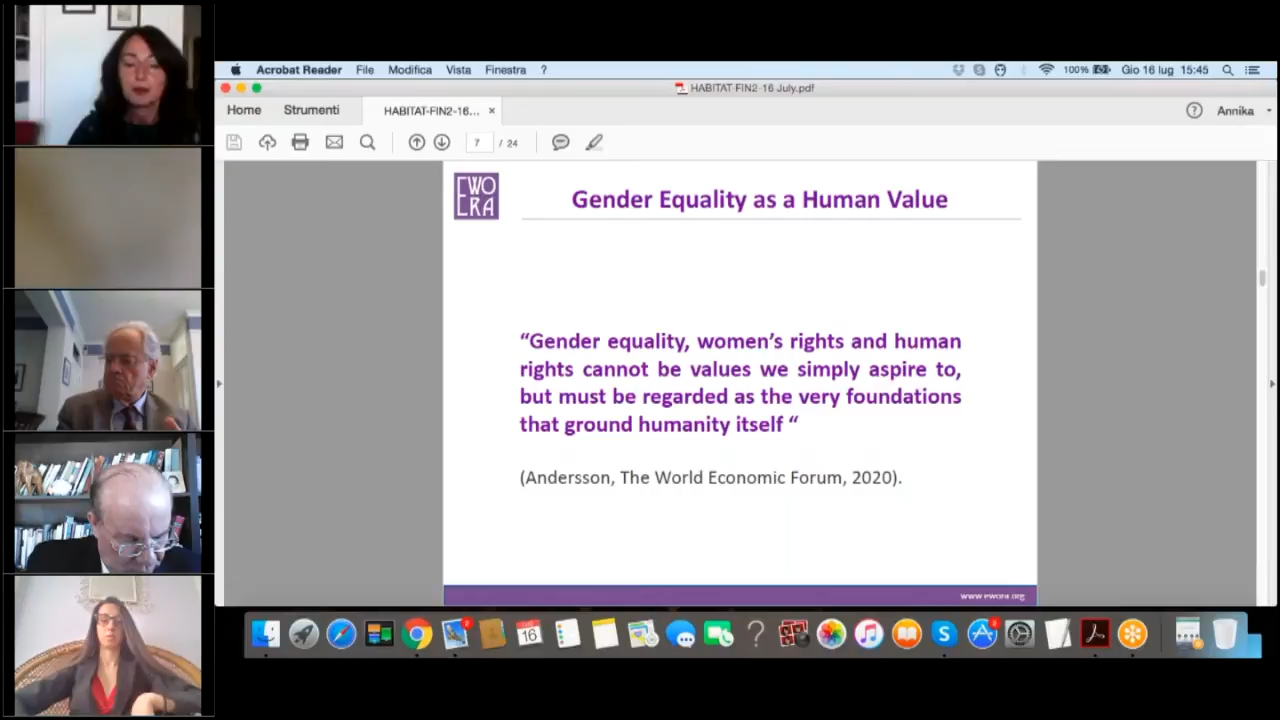 Acrobat Reader File Modifica Vista Finestra ? 100% Gio 16 lug 15:45
HABITAT-FIN2-16 July.pdf
Home Strumenti HABITAT-FIN2-16... × ? Annika
7 / 24
EWO
ERA
Gender Equality as a Human Value
“Gender equality, women’s rights and human
rights cannot be values we simply aspire to,
but must be regarded as the very foundations
that ground humanity itself “
(Andersson, The World Economic Forum, 2020).
www.ewora.org
16